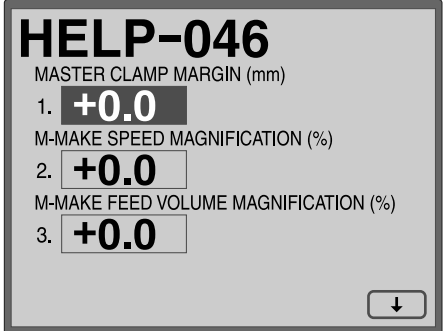 HELP-046
MASTER CLAMP MARGIN (mm)
1. +0.0
M-MAKE SPEED MAGNIFICATION (%)
2. +0.0
M-MAKE FEED VOLUME MAGNIFICATION (%)
3. +0.0
↓